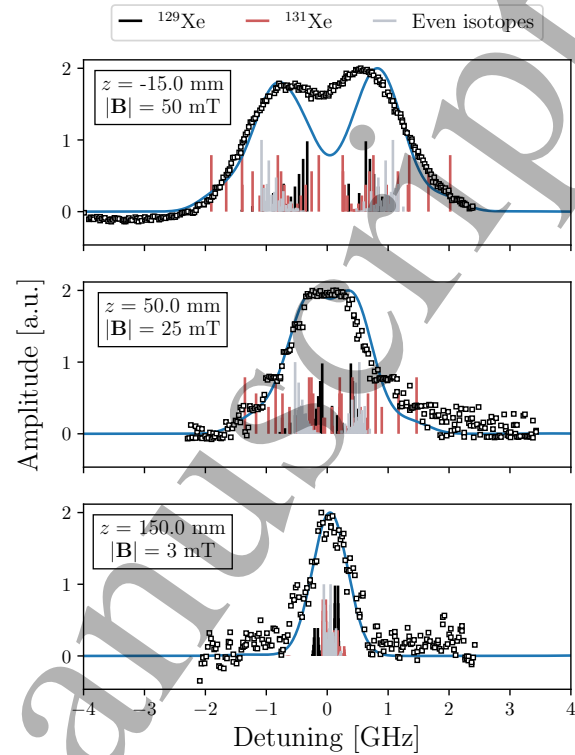 ¹²⁹Xe ¹³¹Xe Even isotopes
z = -15.0 mm
|B| = 50 mT
2
1
0
z = 50.0 mm
|B| = 25 mT
2
1
0
Amplitude [a.u.]
z = 150.0 mm
|B| = 3 mT
2
1
0
−4 −3 −2 −1 0 1 2 3 4
Detuning [GHz]
anuscrip